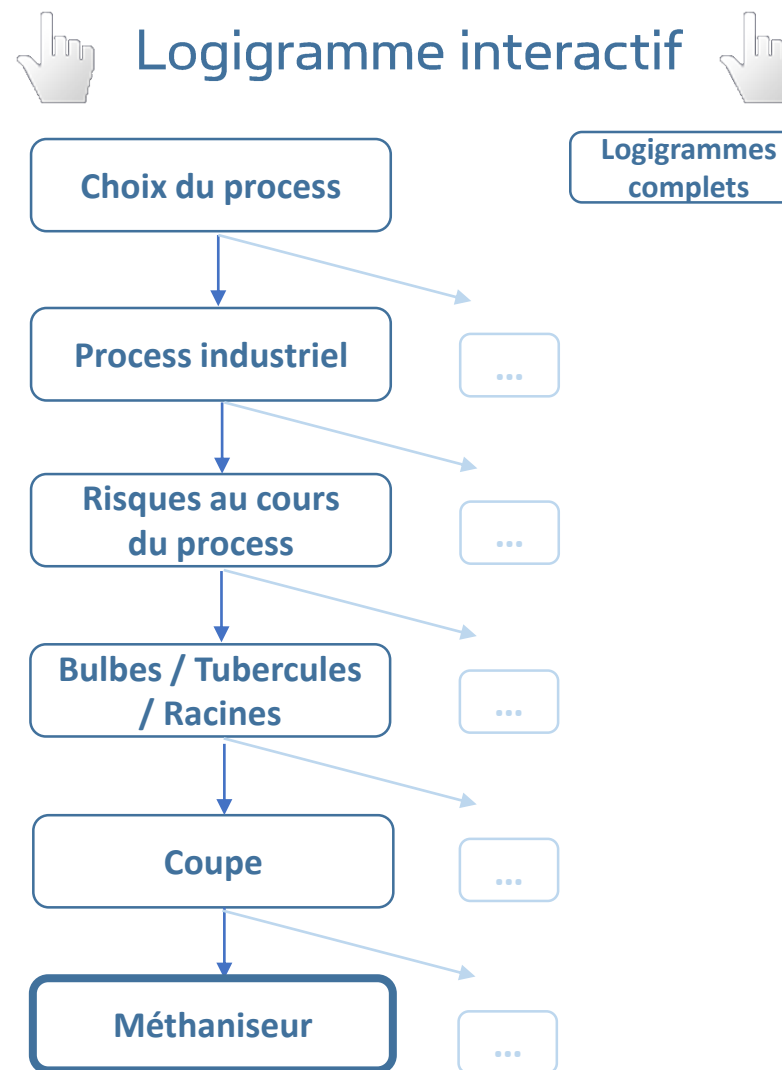 Logigramme interactif
Logigrammes
complets
Choix du process
Process industriel
...
Risques au cours
du process
...
Bulbes / Tubercules
/ Racines
...
Coupe
...
Méthaniseur
...